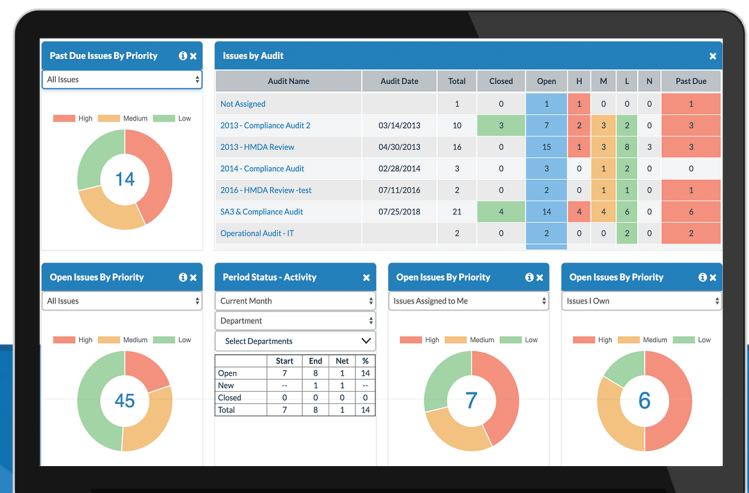 Past Due Issues By Priority
All Issues
High Medium Low
14
Issues by Audit
Audit Name Audit Date Total Closed Open H M L N Past Due
Not Assigned 1 0 1 1 0 0 0 1
2013 - Compliance Audit 2 03/14/2013 10 3 7 2 3 2 0 3
2013 - HMDA Review 04/30/2013 16 0 15 1 3 8 3 3
2014 - Compliance Audit 02/28/2014 3 0 3 0 1 2 0 0
2016 - HMDA Review -test 07/11/2016 2 0 2 0 1 1 0 1
SA3 & Compliance Audit 07/25/2018 21 4 14 4 4 6 0 6
Operational Audit - IT 2 0 2 0 0 2 0 2
Open Issues By Priority
All Issues
High Medium Low
45
Period Status - Activity
Current Month
Department
Select Departments
Start End Net %
Open 7 8 1 14
New -- 1 1 --
Closed 0 0 0 0
Total 7 8 1 14
Open Issues By Priority
Issues Assigned to Me
High Medium Low
7
Open Issues By Priority
Issues I Own
High Medium Low
6